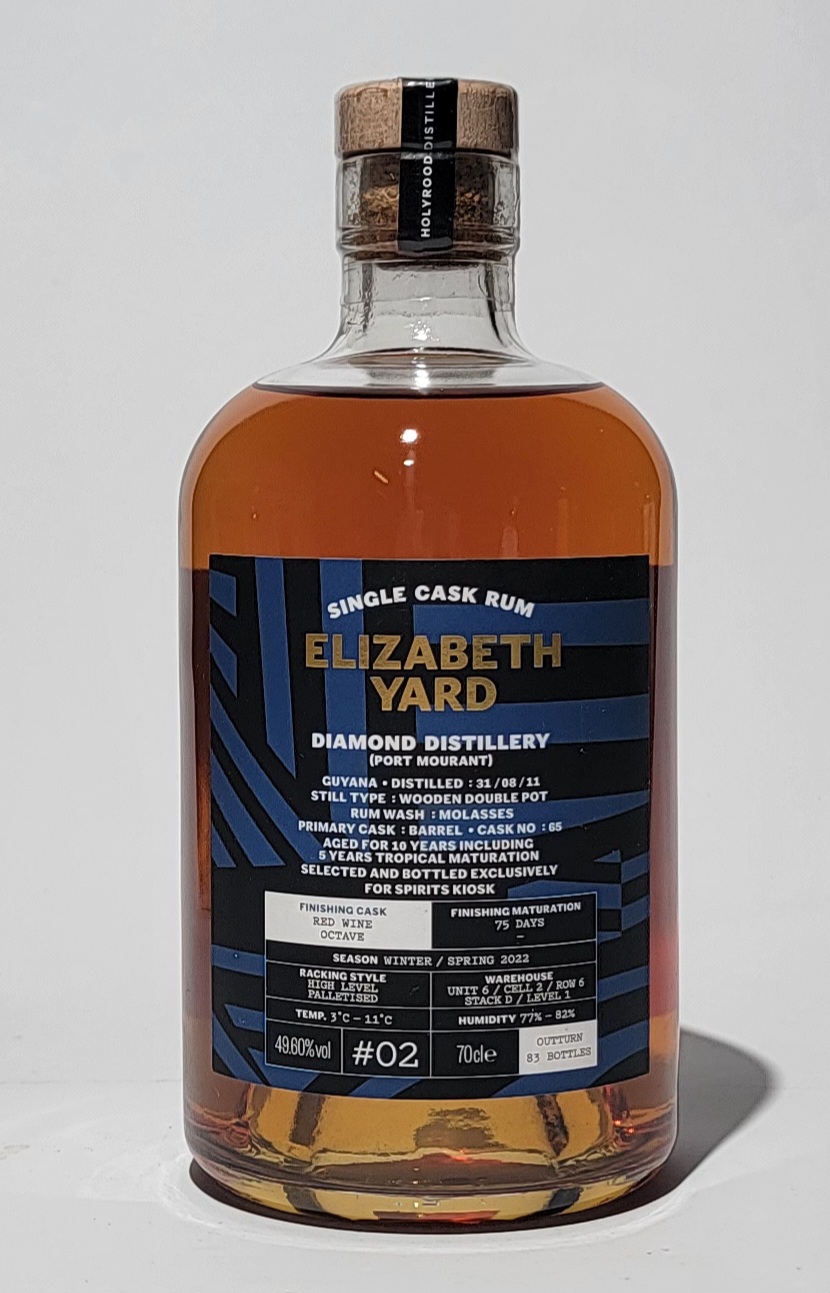 HOLYROOD DISTILLE
SINGLE CASK RUM
ELIZABETH
YARD
DIAMOND DISTILLERY
(PORT MOURANT)
GUYANA • DISTILLED : 31/08/11
STILL TYPE : WOODEN DOUBLE POT
RUM WASH : MOLASSES
PRIMARY CASK : BARREL • CASK NO : 65
AGED FOR 10 YEARS INCLUDING
5 YEARS TROPICAL MATURATION
SELECTED AND BOTTLED EXCLUSIVELY
FOR SPIRITS KIOSK
FINISHING CASK
RED WINE
OCTAVE
FINISHING MATURATION
75 DAYS
–
SEASON WINTER / SPRING 2022
RACKING STYLE
HIGH LEVEL
PALLETISED
WAREHOUSE
UNIT 6 / CELL 2 / ROW 6
STACK D / LEVEL 1
TEMP. 3°C – 11°C
HUMIDITY 77% – 82%
49.60%vol
#02
70cl℮
OUTTURN
83 BOTTLES